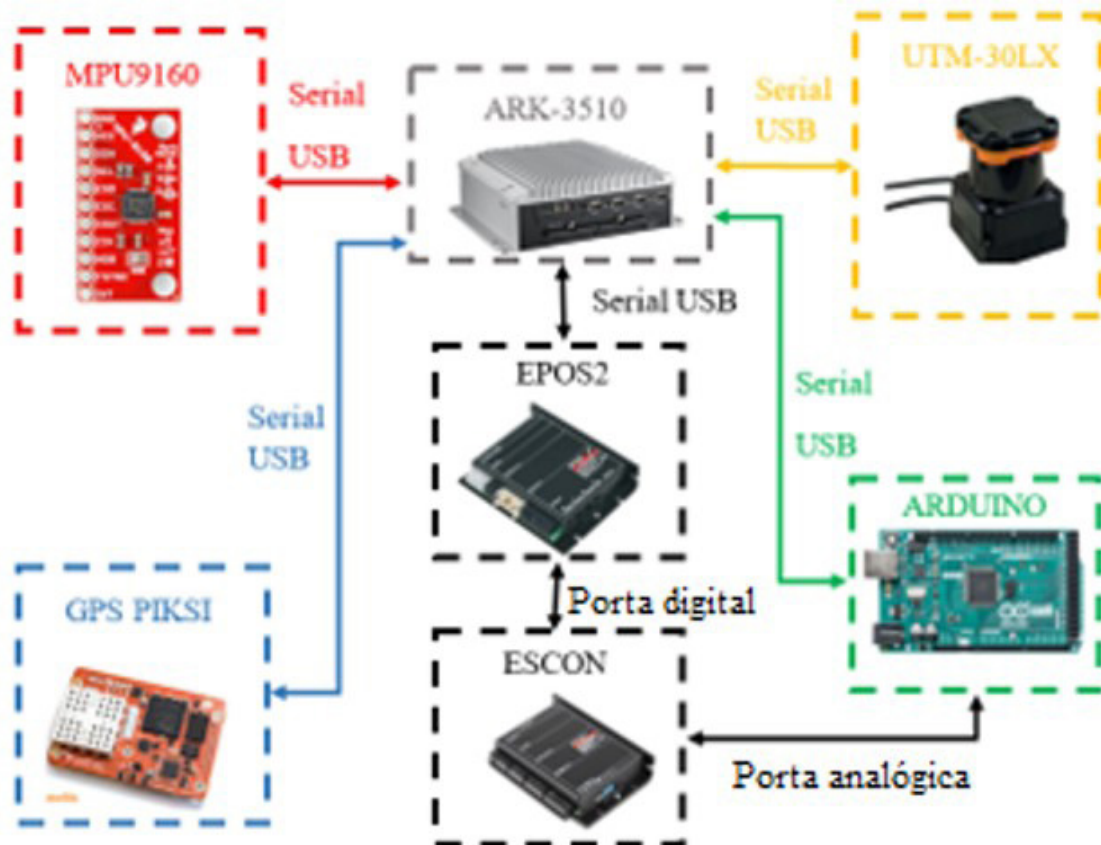 MPU9160
Serial
USB
ARK-3510
Serial
USB
UTM-30LX
Serial USB
EPOS2
Serial
USB
Serial
USB
GPS PIKSI
Porta digital
ARDUINO
ESCON
Porta analógica